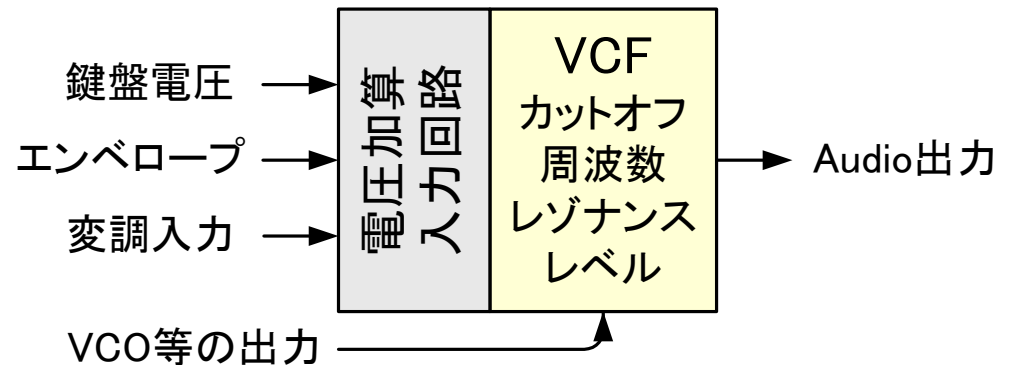 鍵盤電圧
エンベロープ
変調入力
VCO等の出力
電圧加算
入力回路
VCF
カットオフ
周波数
レゾナンス
レベル
Audio出力